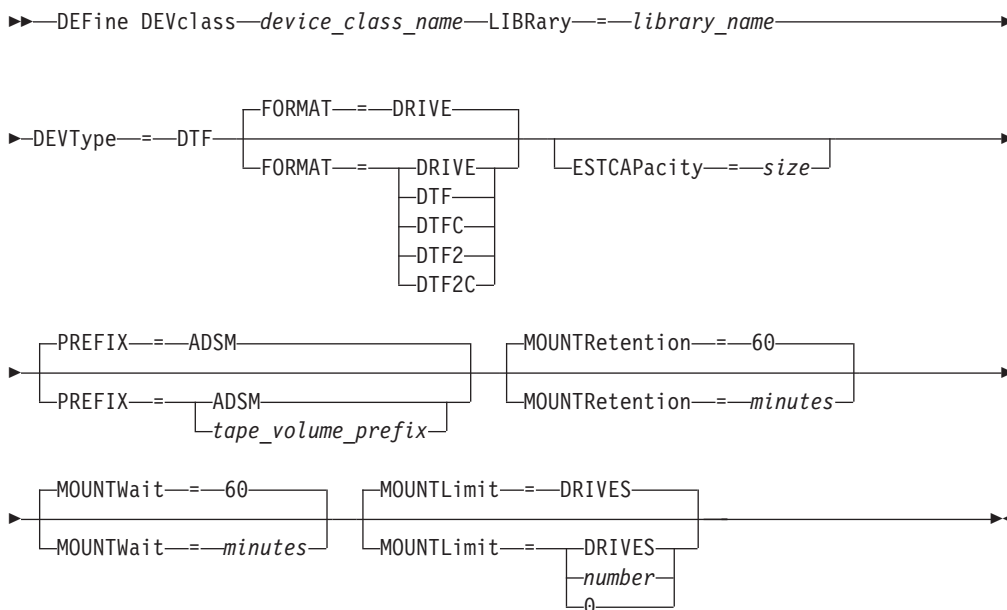 DEFine DEVclass device_class_name LIBRary = library_name
FORMAT = DRIVE
DEVType = DTF
FORMAT = DRIVE
DTF
DTFC
DTF2
DTF2C
ESTCAPacity = size
PREFIX = ADSM
PREFIX = ADSM
tape_volume_prefix
MOUNTRetention = 60
MOUNTRetention = minutes
MOUNTWait = 60
MOUNTWait = minutes
MOUNTLimit = DRIVES
MOUNTLimit = DRIVES
number
0